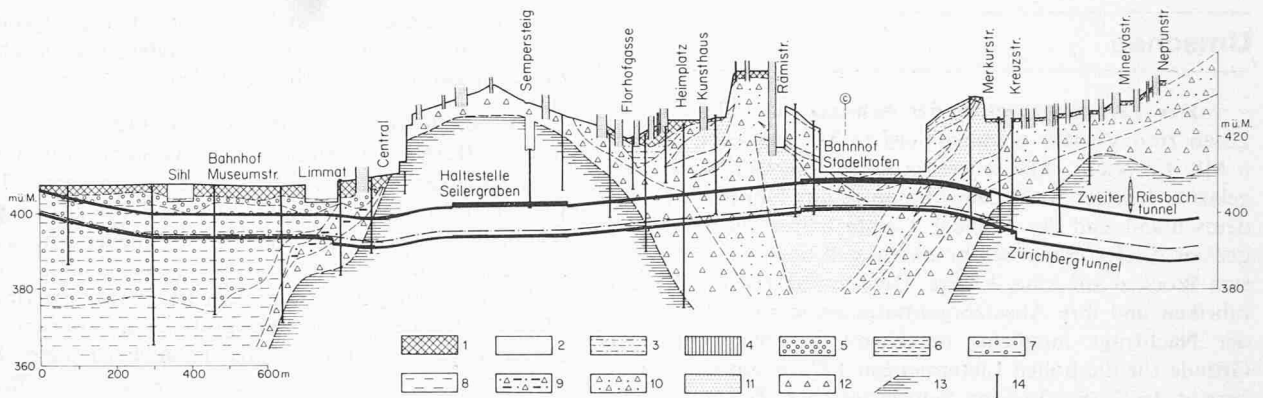 Sempersteig
Florhofgasse
Heimplatz
Kunsthaus
Rämistr.
Merkurstr.
Kreuzstr.
Minervastr.
Neptunstr.
Central
©
Bahnhof
Museumstr.
Sihl
Limmat
Haltestelle
Seilergraben
Bahnhof
Stadelhofen
mü.M.
420
mü.M.
400
380
360
400
380
Zweiter Riesbach-
tunnel
Zürichbergtunnel
0 200 400 600 m
1 2 3 4 5 6 7
8 9 10 11 12 13 14